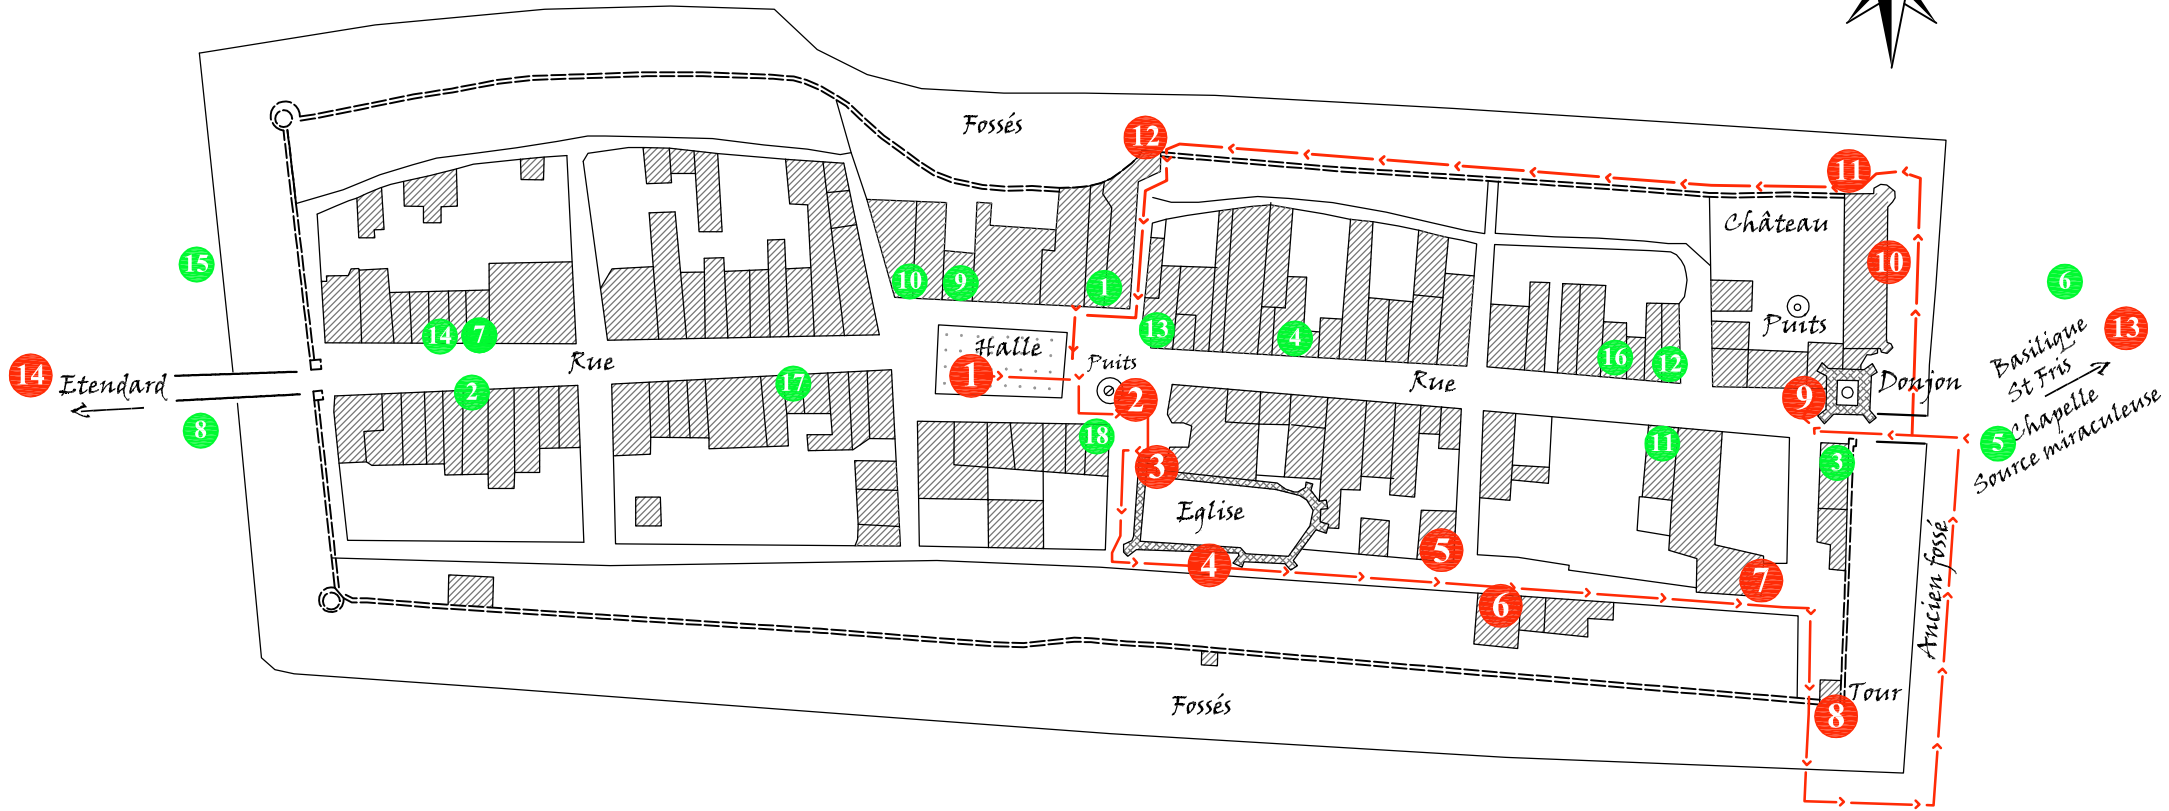 Fossés
12
11
Château
10
15
10
9
1
6
13
14
7
13
4
Puits
16
12
Basilique
St Fris
Chapelle
Source miraculeuse
14
Etendard
2
Rue
17
Halle
1
Puits
2
Rue
9
Donjon
8
18
3
11
3
5
Eglise
4
5
6
7
Ancien fossé
Tour
8
Fossés